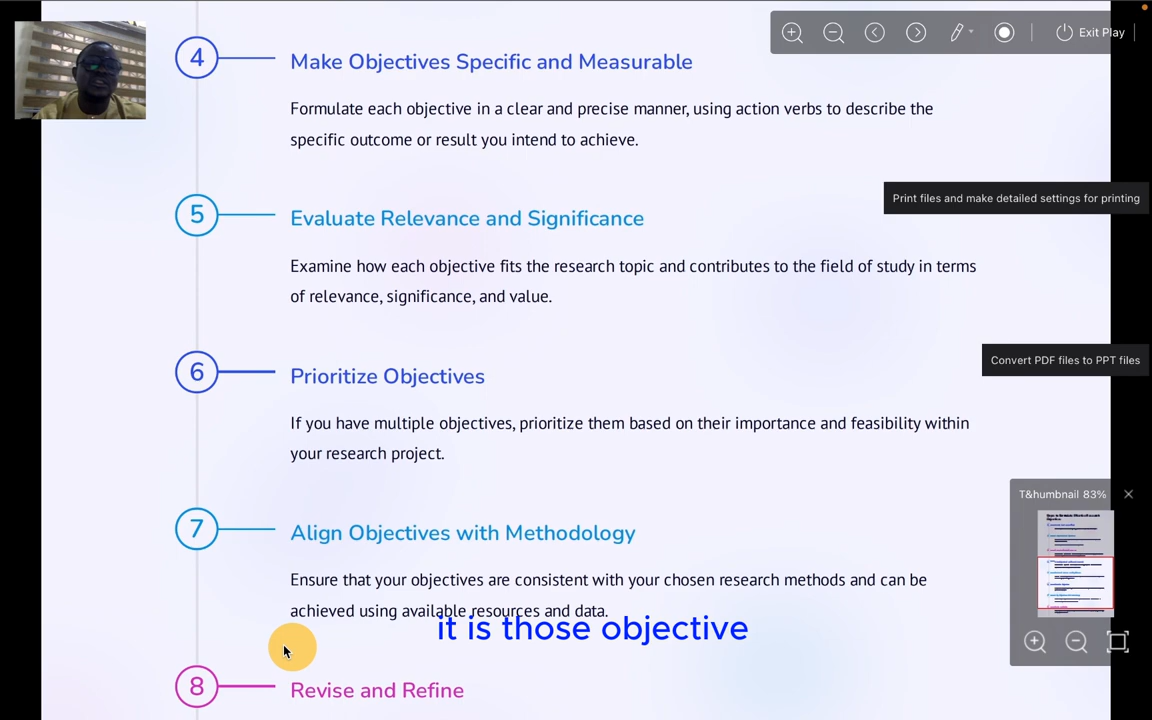 Exit Play
4
Make Objectives Specific and Measurable
Formulate each objective in a clear and precise manner, using action verbs to describe the
specific outcome or result you intend to achieve.
Print files and make detailed settings for printing
5
Evaluate Relevance and Significance
Examine how each objective fits the research topic and contributes to the field of study in terms
of relevance, significance, and value.
Convert PDF files to PPT files
6
Prioritize Objectives
If you have multiple objectives, prioritize them based on their importance and feasibility within
your research project.
T&humbnail 83%
7
Align Objectives with Methodology
Ensure that your objectives are consistent with your chosen research methods and can be
achieved using available resources and data.
it is those objective
8
Revise and Refine